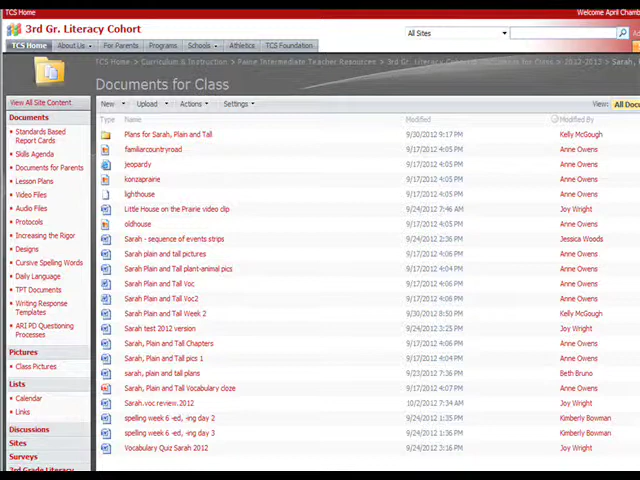 TCS Home
Welcome April Chamb
3rd Gr. Literacy Cohort
All Sites
TCS Home About Us For Parents Programs Schools Athletics TCS Foundation
TCS Home > Curriculum & Instruction > Paine Intermediate Teacher Resources > 3rd Gr. Literacy Cohort > Documents for Class > 2012-2013 > Sarah,
Documents for Class
View All Site Content
New Upload Actions Settings View: All Docu
Type Name Modified Modified By
Documents
Standards Based
Report Cards
Skills Agenda
Documents for Parents
Lesson Plans
Video Files
Audio Files
Protocols
Increasing the Rigor
Designs
Cursive Spelling Words
Daily Language
TPT Documents
Writing Response
Templates
ARI PD Questioning
Processes
Pictures
Class Pictures
Lists
Calendar
Links
Discussions
Sites
Surveys
3rd Grade Literacy
Plans for Sarah, Plain and Tall 9/30/2012 9:17 PM Kelly McGough
familiarcountryroad 9/17/2012 4:05 PM Anne Owens
jeopardy 9/17/2012 4:05 PM Anne Owens
konzaprairie 9/17/2012 4:05 PM Anne Owens
lighthouse 9/17/2012 4:05 PM Anne Owens
Little House on the Prairie video clip 9/24/2012 7:46 AM Joy Wright
oldhouse 9/17/2012 4:05 PM Anne Owens
Sarah - sequence of events strips 9/24/2012 2:36 PM Jessica Woods
Sarah plain and tall pictures 9/17/2012 4:05 PM Anne Owens
Sarah Plain and Tall plant-animal pics 9/17/2012 4:06 PM Anne Owens
Sarah Plain and Tall Voc 9/17/2012 4:06 PM Anne Owens
Sarah Plain and Tall Voc2 9/17/2012 4:06 PM Anne Owens
Sarah Plain and Tall Week 2 9/30/2012 8:50 PM Kelly McGough
Sarah test 2012 version 9/24/2012 3:28 PM Joy Wright
Sarah, Plain and Tall Chapters 9/17/2012 4:06 PM Anne Owens
Sarah, Plain and Tall pics 1 9/17/2012 4:06 PM Anne Owens
sarah, plain and tall plans 9/23/2012 7:36 PM Beth Bruno
Sarah, Plain and Tall Vocabulary cloze 9/17/2012 4:07 PM Anne Owens
Sarah.voc.review.2012 10/2/2012 7:34 AM Joy Wright
spelling week 6 -ed, -ing day 2 9/24/2012 1:35 PM Kimberly Bowman
spelling week 6 -ed, -ing day 3 9/24/2012 1:36 PM Kimberly Bowman
Vocabulary Quiz Sarah 2012 9/24/2012 3:16 PM Joy Wright